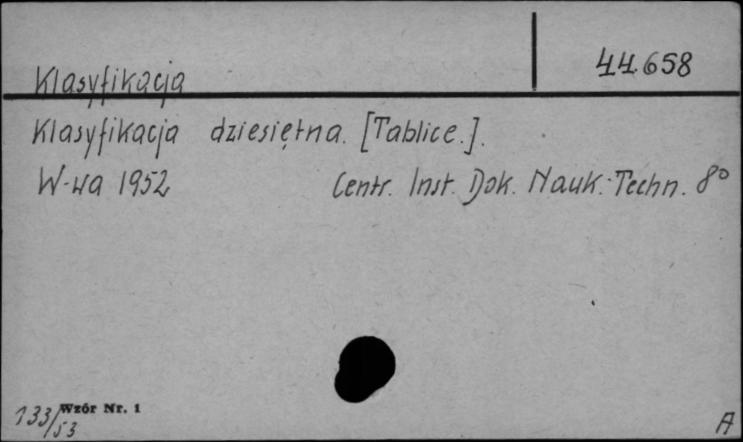 44.658
Klasyfikacja
Klasyfikacja dziesiętna. [Tablice.].
W-wa 1952 Centr. Inst. Dok. Nauk.-Techn. 8°
133/53 Wzór Nr. 1
A